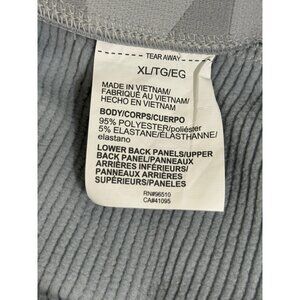 TEAR AWAY
XL/TG/EG
MADE IN VIETNAM/
FABRIQUÉ AU VIETNAM/
HECHO EN VIETNAM
BODY/CORPS/CUERPO
95% POLYESTER/poliéster
5% ELASTANE/ÉLASTHANNE/
elastano
LOWER BACK PANELS/UPPER
BACK PANEL/PANNEAUX
ARRIÈRES INFÉRIEURS/
PANNEAUX ARRIÈRES
SUPÉRIEURS/PANELES
RN#96510
CA#41095